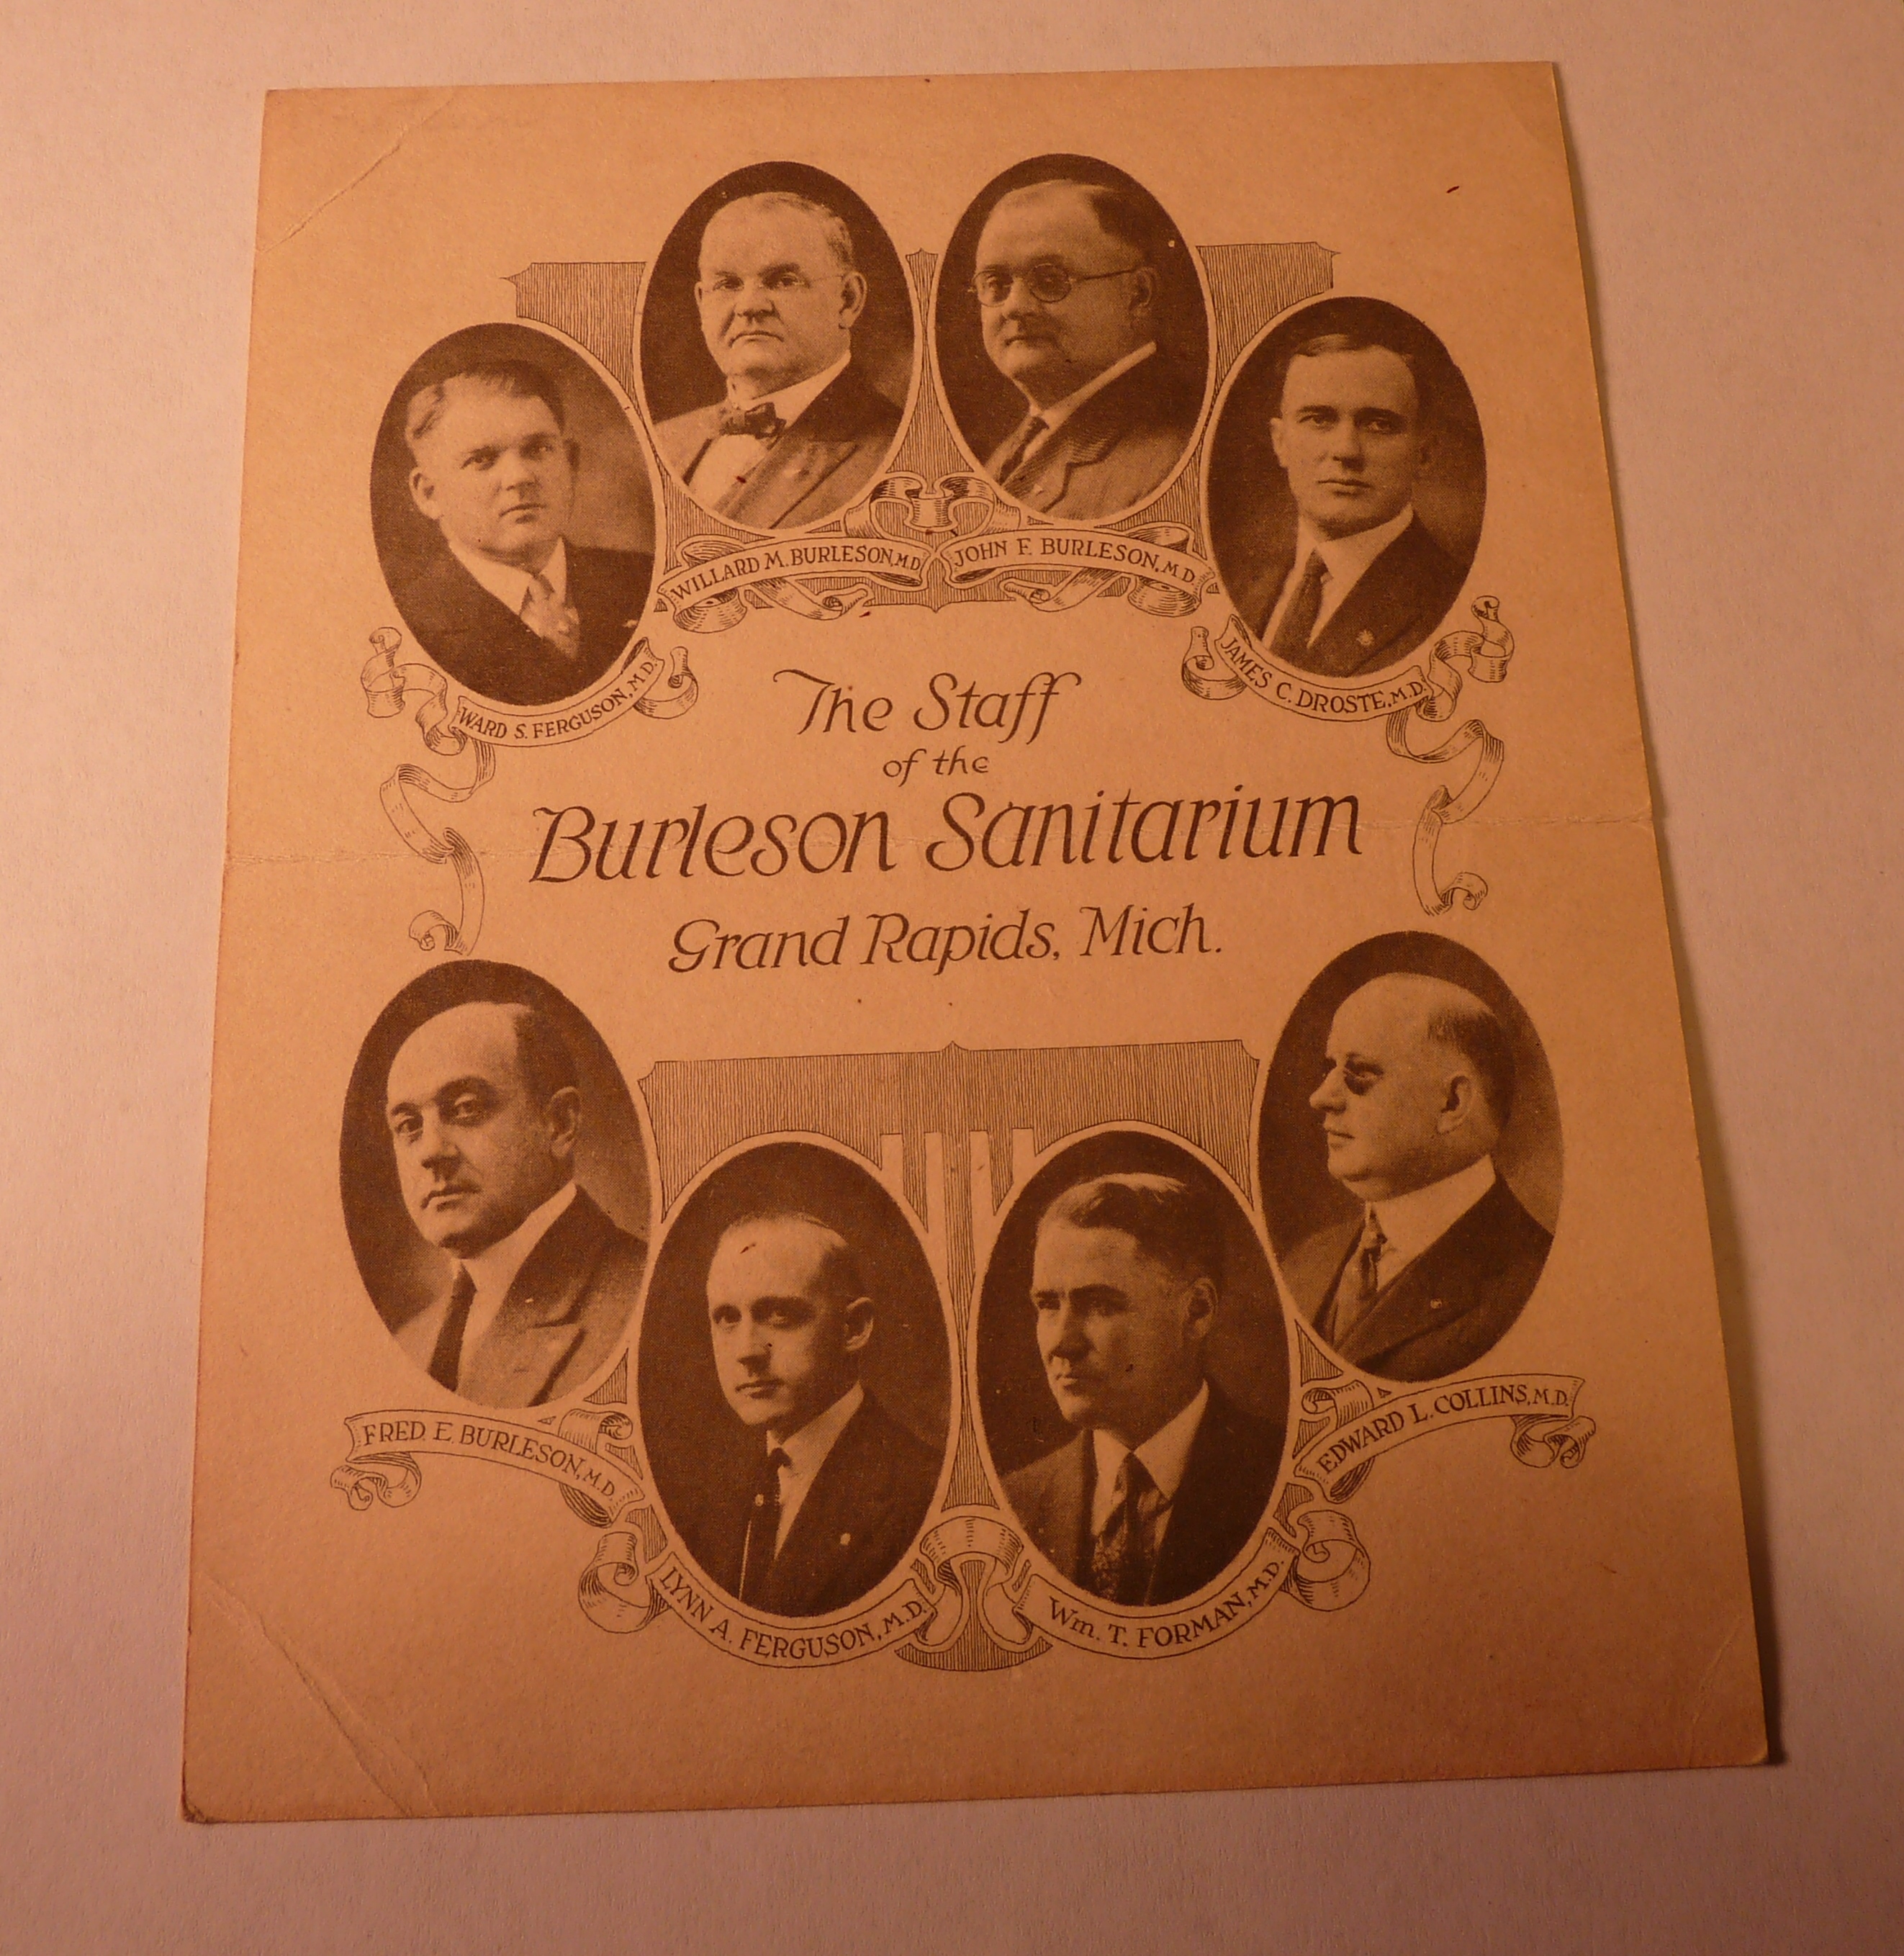 WILLARD M. BURLESON, M.D.
JOHN F. BURLESON, M.D.
WARD S. FERGUSON, M.D.
JAMES C. DROSTE, M.D.
The Staff
of the
Burleson Sanitarium
Grand Rapids, Mich.
FRED E. BURLESON, M.D.
EDWARD L. COLLINS, M.D.
LYNN A. FERGUSON, M.D.
Wm. T. FORMAN, M.D.